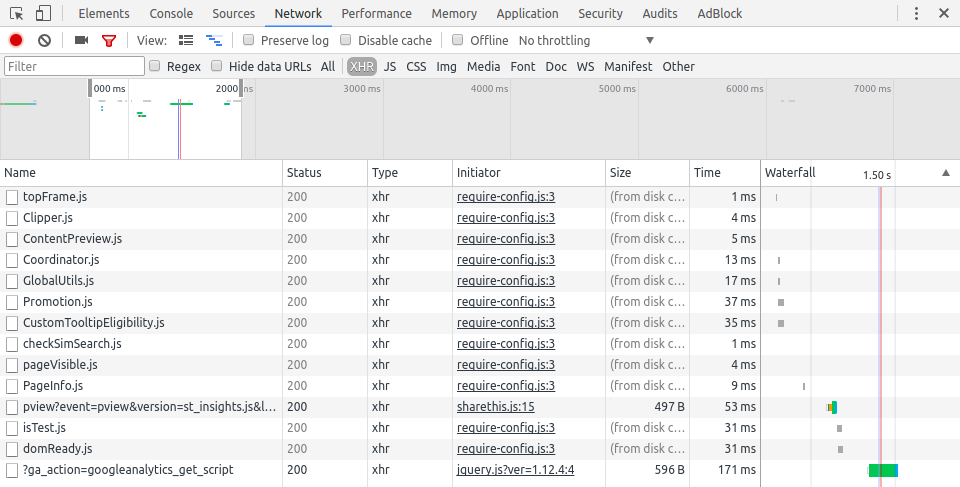 Elements Console Sources Network Performance Memory Application Security Audits AdBlock
View: Preserve log Disable cache Offline No throttling
Filter Regex Hide data URLs All XHR JS CSS Img Media Font Doc WS Manifest Other
000 ms 2000 ms 3000 ms 4000 ms 5000 ms 6000 ms 7000 ms
Name Status Type Initiator Size Time Waterfall 1.50 s
topFrame.js 200 xhr require-config.js:3 (from disk c… 1 ms
Clipper.js 200 xhr require-config.js:3 (from disk c… 4 ms
ContentPreview.js 200 xhr require-config.js:3 (from disk c… 5 ms
Coordinator.js 200 xhr require-config.js:3 (from disk c… 13 ms
GlobalUtils.js 200 xhr require-config.js:3 (from disk c… 17 ms
Promotion.js 200 xhr require-config.js:3 (from disk c… 37 ms
CustomTooltipEligibility.js 200 xhr require-config.js:3 (from disk c… 35 ms
checkSimSearch.js 200 xhr require-config.js:3 (from disk c… 1 ms
pageVisible.js 200 xhr require-config.js:3 (from disk c… 4 ms
PageInfo.js 200 xhr require-config.js:3 (from disk c… 9 ms
pview?event=pview&version=st_insights.js&l… 200 xhr sharethis.js:15 497 B 53 ms
isTest.js 200 xhr require-config.js:3 (from disk c… 31 ms
domReady.js 200 xhr require-config.js:3 (from disk c… 31 ms
?ga_action=googleanalytics_get_script 200 xhr jquery.js?ver=1.12.4:4 596 B 171 ms